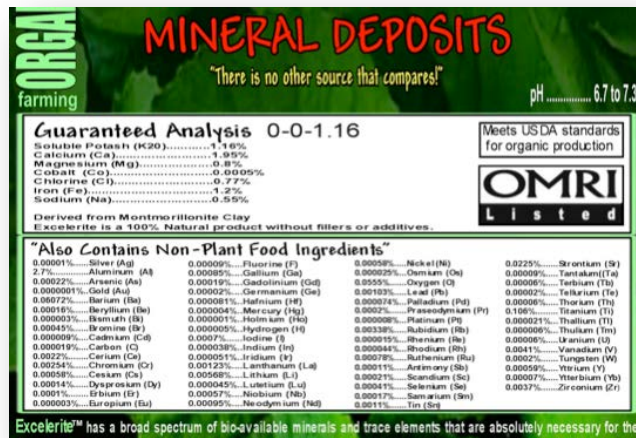 ORGA
farming
MINERAL DEPOSITS
"There is no other source that compares!"
pH ............... 6.7 to 7.3
Guaranteed Analysis 0-0-1.16
Soluble Potash (K20)............1.16%
Calcium (Ca)..................1.95%
Magnesium (Mg)...............0.8%
Cobalt (Co)...................0.0005%
Chlorine (Cl)..................0.77%
Iron (Fe)......................1.2%
Sodium (Na)...................0.55%
Derived from Montmorillonite Clay
Excelerite is a 100% Natural product without fillers or additives.
Meets USDA standards
for organic production
OMRI
Listed
"Also Contains Non-Plant Food Ingredients"
0.00001%......Silver (Ag)
2.7%...........Aluminum (Al)
0.00022%......Arsenic (As)
0.0000001%....Gold (Au)
0.06072%......Barium (Ba)
0.00016%......Beryllium (Be)
0.000003%.....Bismuth (B)
0.00045%......Bromine (Br)
0.000009%.....Cadmium (Cd)
0.00019%......Carbon (C)
0.0022%.......Cerium (Ce)
0.00254%......Chromium (Cr)
0.00058%......Cesium (Cs)
0.00014%......Dysprosium (Dy)
0.0001%.......Erbium (Er)
0.000003%.....Europium (Eu)
0.00009%.....Fluorine (F)
0.00085%.....Gallium (Ga)
0.00019%.....Gadolinium (Gd)
0.00002%.....Germanium (Ge)
0.00081%.....Hafnium (Hf)
0.000004%....Mercury (Hg)
0.00001%.....Holmium (Ho)
0.00005%.....Hydrogen (H)
0.0007%......Iodine (I)
0.000038%....Indium (In)
0.000051%....Iridium (Ir)
0.00123%.....Lanthanum (La)
0.00568%.....Lithium (Li)
0.000045%....Lutetium (Lu)
0.00057%.....Niobium (Nb)
0.00095%.....Neodymium (Nd)
0.00058%......Nickel (Ni)
0.000025%.....Osmium (Os)
0.0555%.......Oxygen (O)
0.00103%......Lead (Pb)
0.000074%.....Palladium (Pd)
0.0002%.......Praseodymium (Pr)
0.000008%.....Platinum (Pt)
0.00338%......Rubidium (Rb)
0.000015%.....Rhenium (Re)
0.00004%......Rhodium (Rh)
0.00078%......Ruthenium (Ru)
0.00011%......Antimony (Sb)
0.00021%......Scandium (Sc)
0.00041%......Selenium (Se)
0.00017%......Samarium (Sm)
0.0011%.......Tin (Sn)
0.0225%.......Strontium (Sr)
0.00009%......Tantalum(Ta)
0.00006%......Terbium (Tb)
0.00002%......Tellurium (Te)
0.0006%.......Thorium (Th)
0.106%........Titanium (Ti)
0.000021%.....Thallium (Tl)
0.000006%.....Thulium (Tm)
0.0006%.......Uranium (U)
0.0041%.......Vanadium (V)
0.0002%.......Tungsten (W)
0.00059%......Yttrium (Y)
0.00007%......Ytterbium (Yb)
0.0037%.......Zirconium (Zr)
Excelerite™ has a broad spectrum of bio-available minerals and trace elements that are absolutely necessary for the